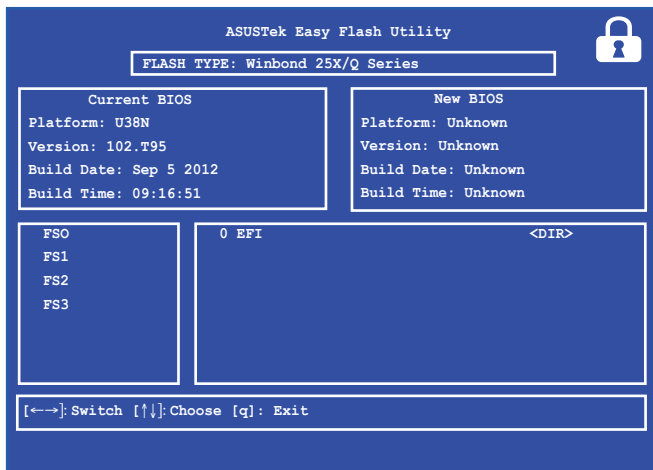 ASUSTek Easy Flash Utility
FLASH TYPE: Winbond 25X/Q Series
Current BIOS
Platform: U38N
Version: 102.T95
Build Date: Sep 5 2012
Build Time: 09:16:51
New BIOS
Platform: Unknown
Version: Unknown
Build Date: Unknown
Build Time: Unknown
FSO
FS1
FS2
FS3
0 EFI <DIR>
[←→]: Switch [↑↓]: Choose [q]: Exit